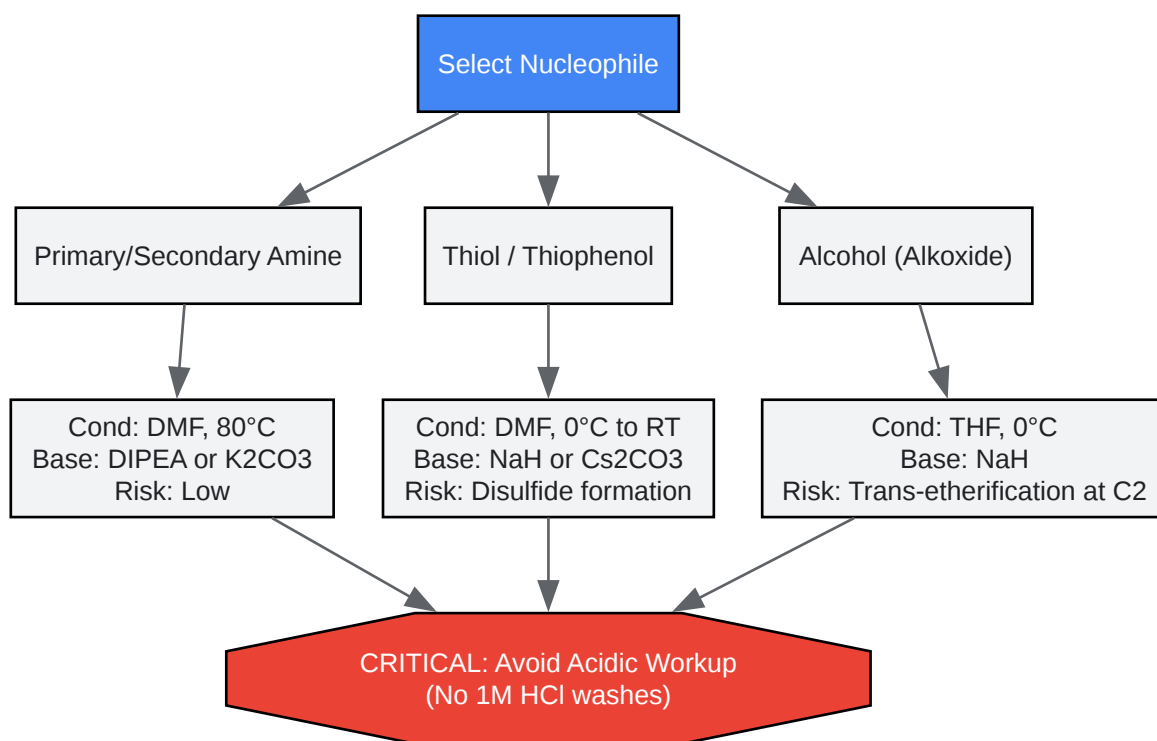 Select Nucleophile
Primary/Secondary Amine
Thiol / Thiophenol
Alcohol (Alkoxide)
Cond: DMF, 80°C
Base: DIPEA or K2CO3
Risk: Low
Cond: DMF, 0°C to RT
Base: NaH or Cs2CO3
Risk: Disulfide formation
Cond: THF, 0°C
Base: NaH
Risk: Trans-etherification at C2
CRITICAL: Avoid Acidic Workup
(No 1M HCl washes)